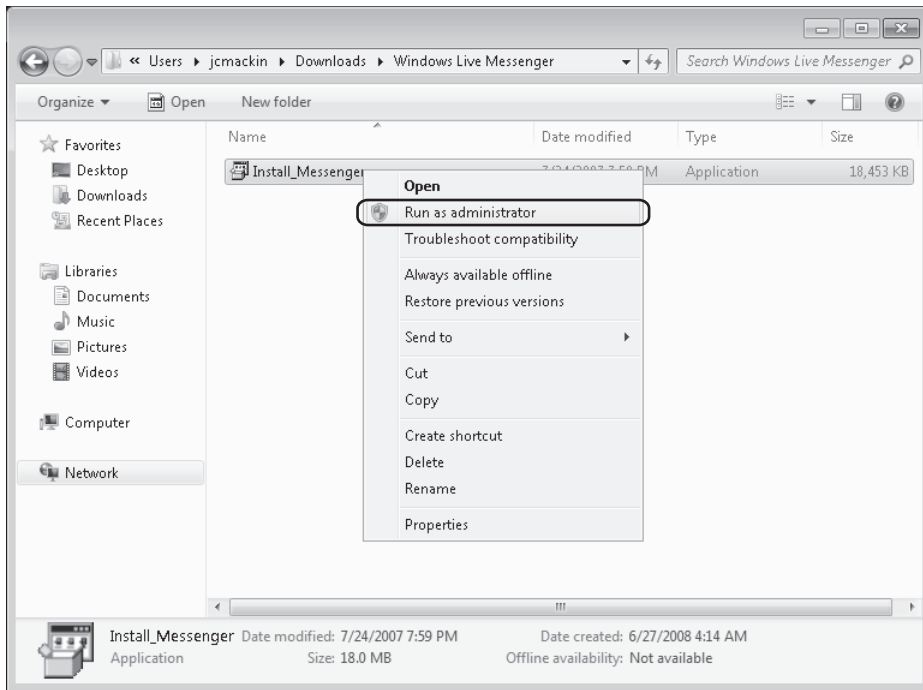 « Users ▸ jcmackin ▸ Downloads ▸ Windows Live Messenger
Search Windows Live Messenger
Organize Open New folder
Favorites
Desktop
Downloads
Recent Places
Libraries
Documents
Music
Pictures
Videos
Computer
Network
Name Date modified Type Size
Install_Messenger PM Application 18,453 KB
Open
Run as administrator
Troubleshoot compatibility
Always available offline
Restore previous versions
Send to
Cut
Copy
Create shortcut
Delete
Rename
Properties
Install_Messenger Date modified: 7/24/2007 7:59 PM Date created: 6/27/2008 4:14 AM
Application Size: 18.0 MB Offline availability: Not available